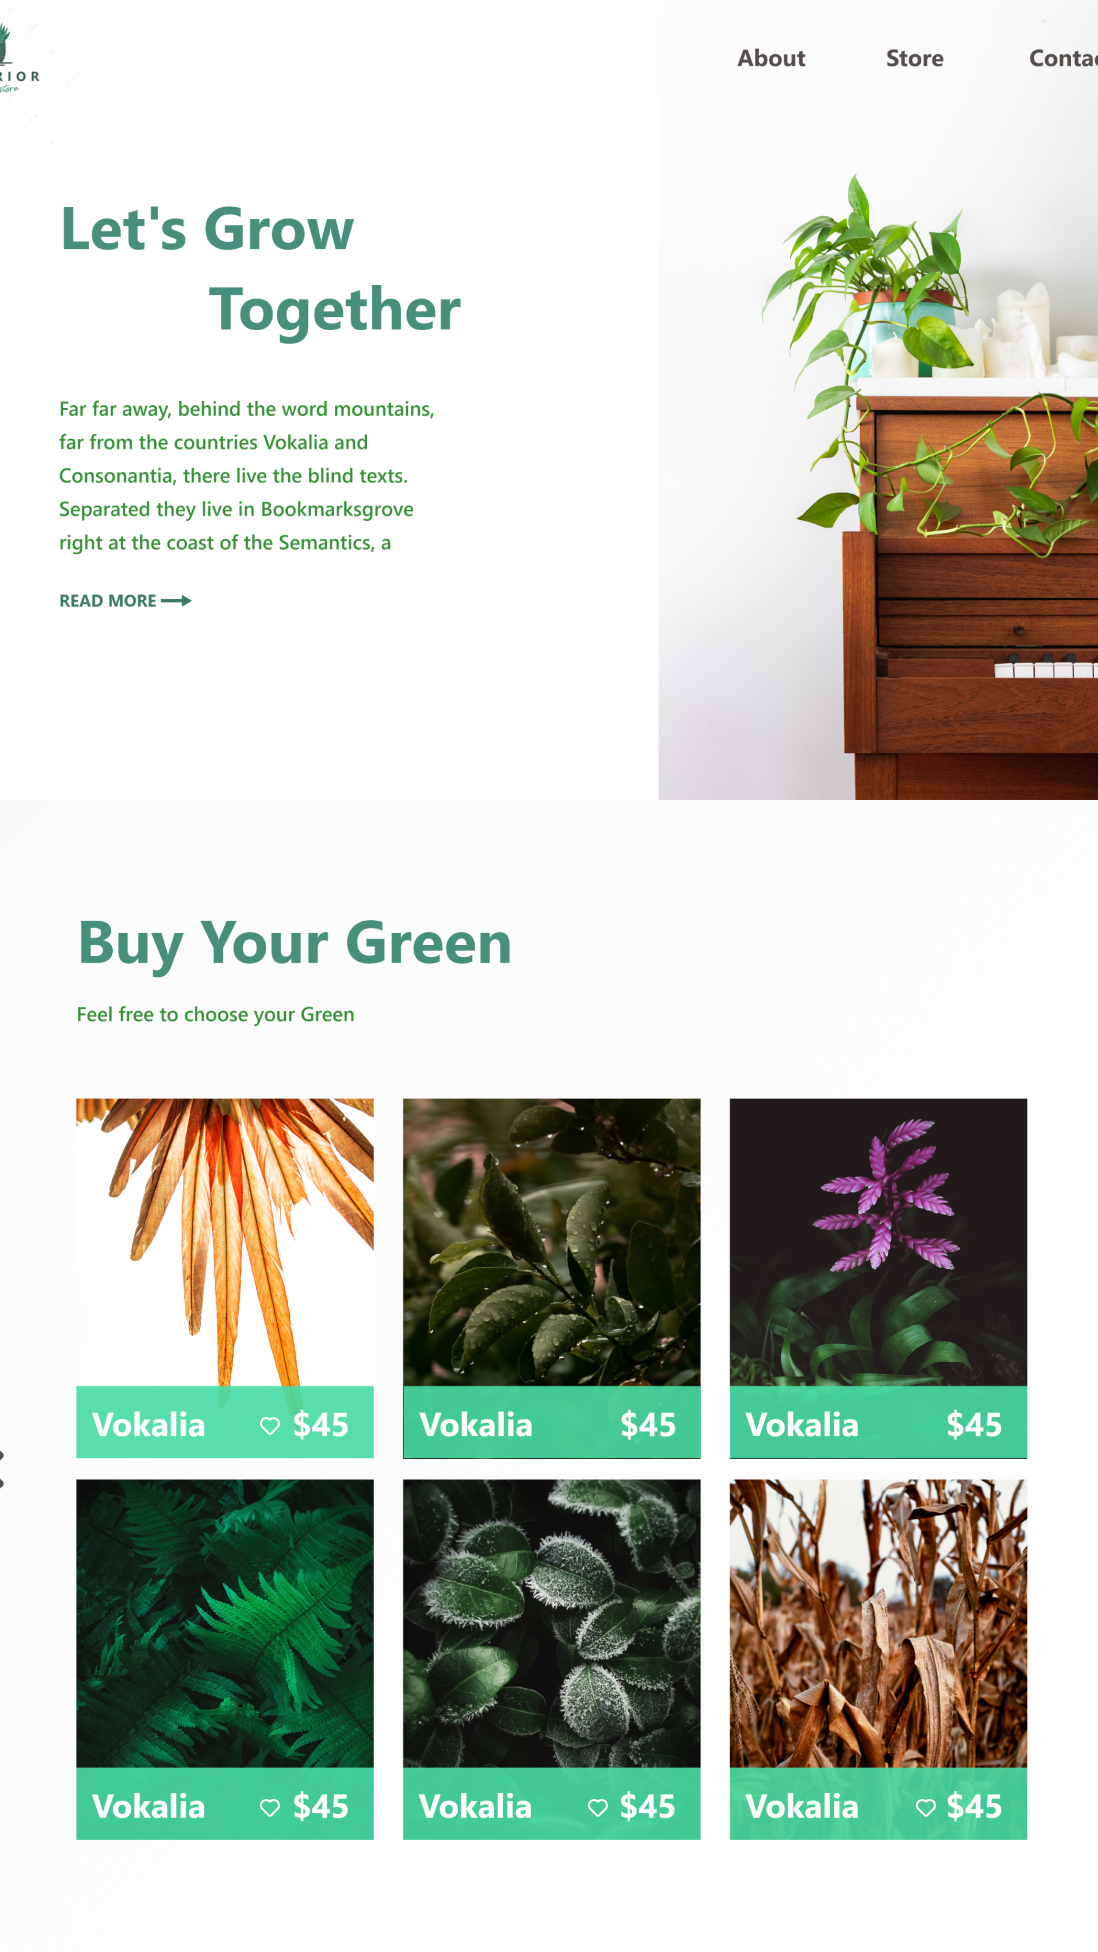 RIOR
store
About Store Contac
Let's Grow
Together
Far far away, behind the word mountains,
far from the countries Vokalia and
Consonantia, there live the blind texts.
Separated they live in Bookmarksgrove
right at the coast of the Semantics, a
READ MORE
Buy Your Green
Feel free to choose your Green
Vokalia $45
Vokalia $45
Vokalia $45
Vokalia $45
Vokalia $45
Vokalia $45